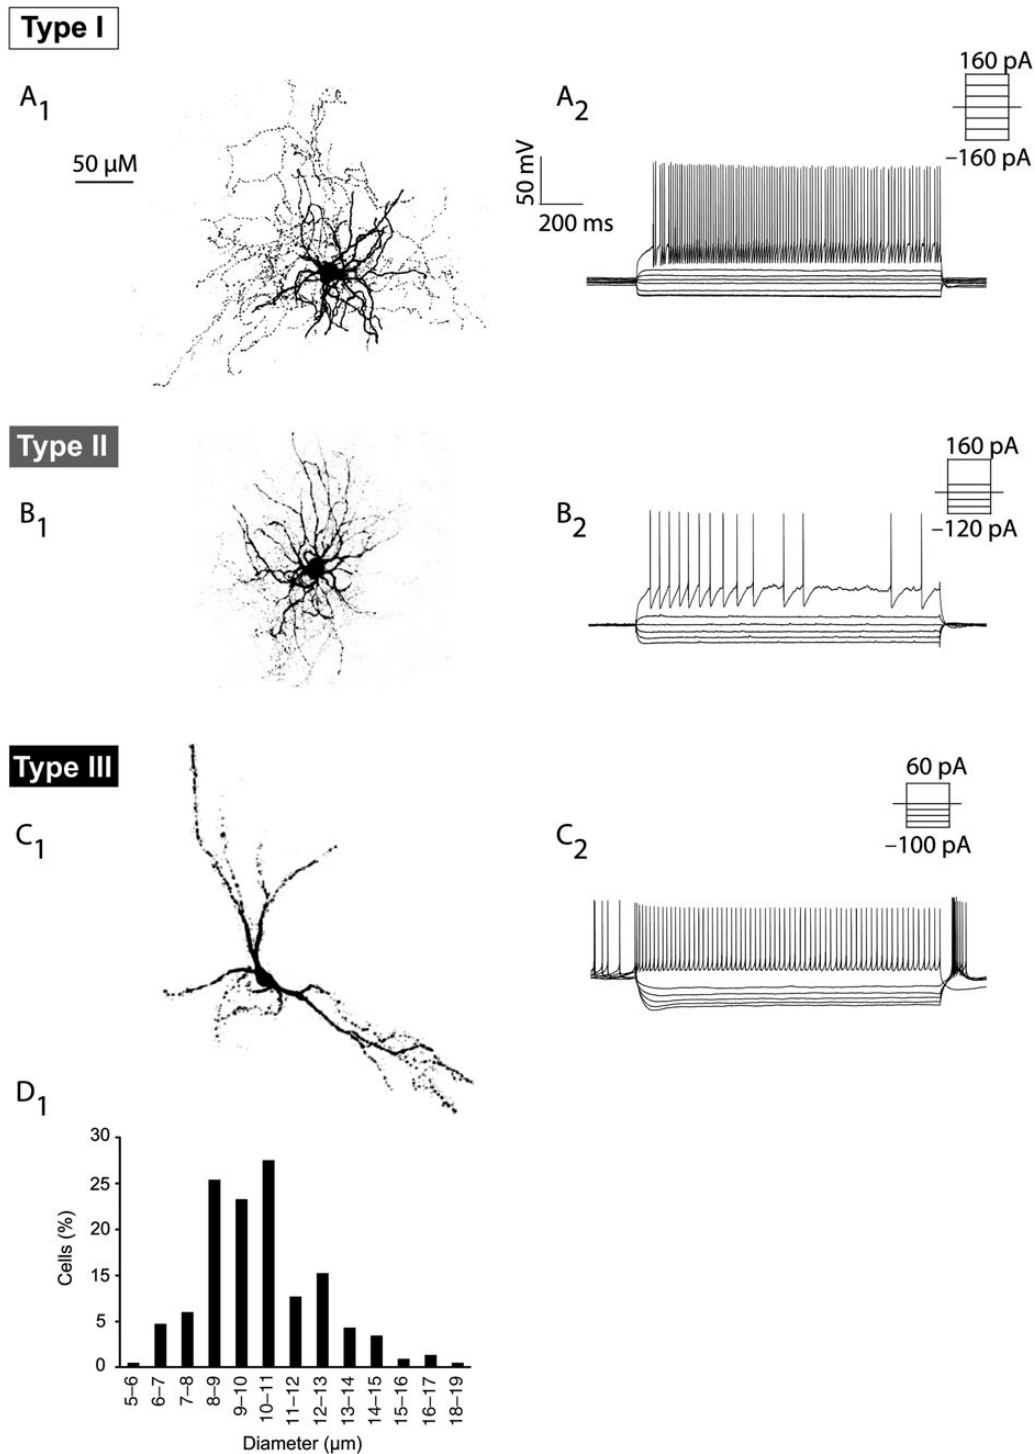 Type I
A1
50 µM
A2
50 mV
200 ms
160 pA
–160 pA
Type II
B1
B2
160 pA
–120 pA
Type III
C1
C2
60 pA
–100 pA
D1
30
25
20
15
5
0
Cells (%)
5–6
6–7
7–8
8–9
9–10
10–11
11–12
12–13
13–14
14–15
15–16
16–17
18–19
Diameter (µm)